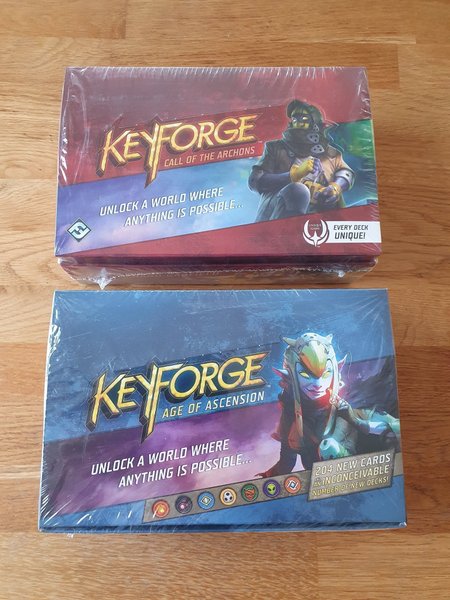 KEYFORGE
CALL OF THE ARCHONS
UNLOCK A WORLD WHERE
ANYTHING IS POSSIBLE...
EVERY DECK
UNIQUE!
KEYFORGE
AGE OF ASCENSION
UNLOCK A WORLD WHERE
ANYTHING IS POSSIBLE...
204 NEW CARDS
INCONCEIVABLE
NUMBER OF NEW DECKS!